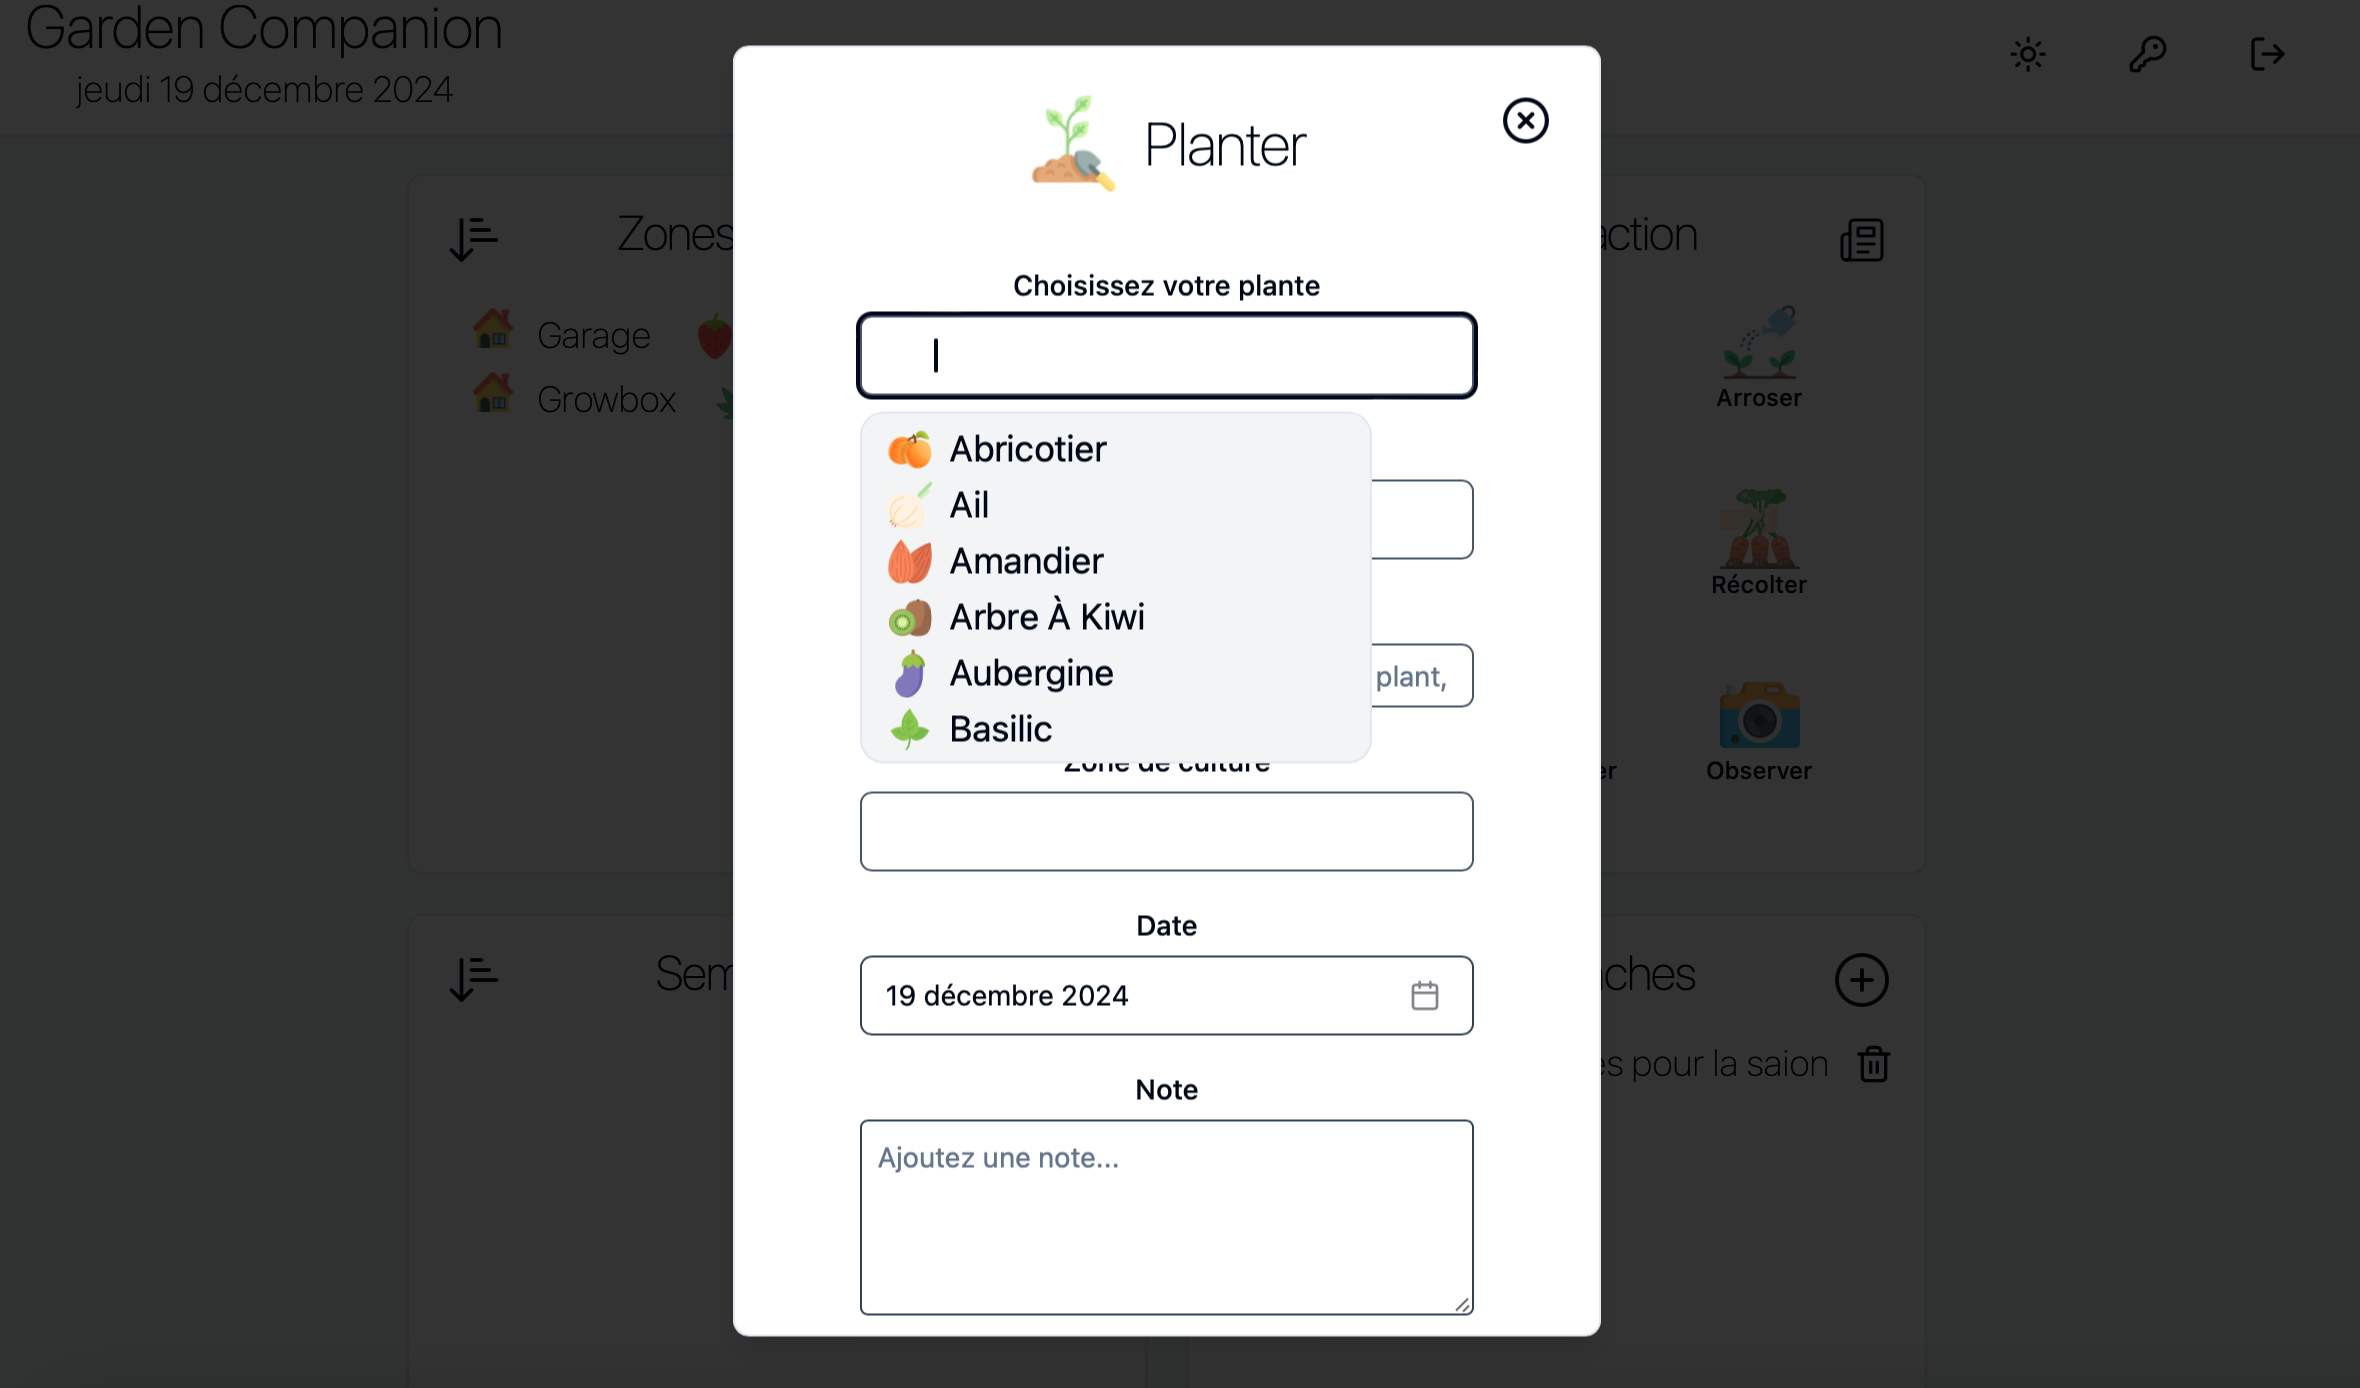 Garden Companion
jeudi 19 décembre 2024
Planter
Zones
action
Choisissez votre plante
Garage
Growbox
Arroser
Abricotier
Ail
Amandier
Arbre À Kiwi
Aubergine
Basilic
Récolter
plant,
Zone de culture
er
Observer
Date
19 décembre 2024
Sem
ches
es pour la saion
Note
Ajoutez une note...